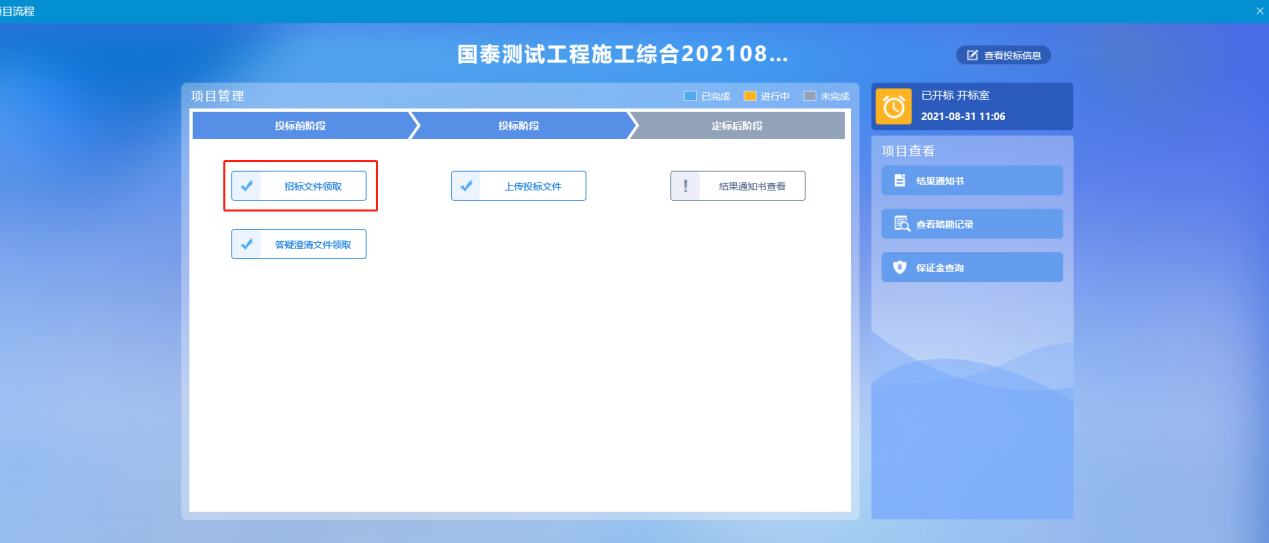 项目流程
国泰测试工程施工综合202108...
查看投标信息
项目管理
已完成 进行中 未完成
投标前阶段 投标阶段 定标后阶段
招标文件领取 上传投标文件 结果通知书查看
答疑澄清文件领取
已开标 开标室
2021-08-31 11:06
项目查看
结果通知书
查看踏勘记录
保证金查询